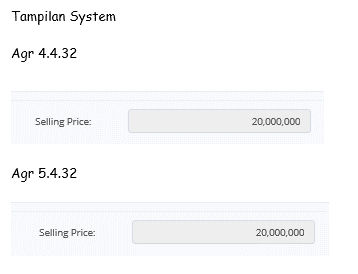 Tampilan System
Agr 4.4.32
Selling Price: 20,000,000
Agr 5.4.32
Selling Price: 20,000,000